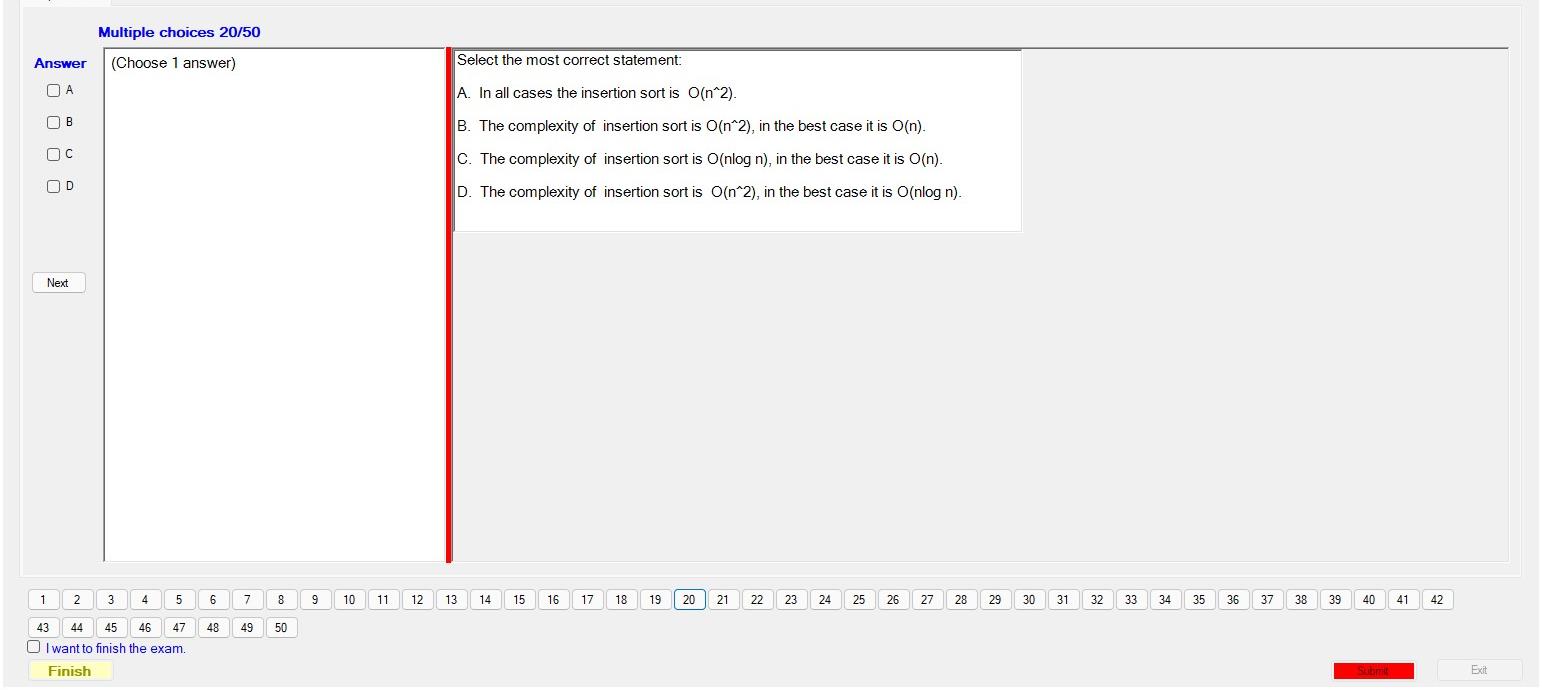 Multiple choices 20/50
Answer
A
B
C
D
Next
(Choose 1 answer)
Select the most correct statement:
A. In all cases the insertion sort is O(n^2).
B. The complexity of insertion sort is O(n^2), in the best case it is O(n).
C. The complexity of insertion sort is O(nlog n), in the best case it is O(n).
D. The complexity of insertion sort is O(n^2), in the best case it is O(nlog n).
1 2 3 4 5 6 7 8 9 10 11 12 13 14 15 16 17 18 19 20 21 22 23 24 25 26 27 28 29 30 31 32 33 34 35 36 37 38 39 40 41 42
43 44 45 46 47 48 49 50
I want to finish the exam.
Finish Submit Exit